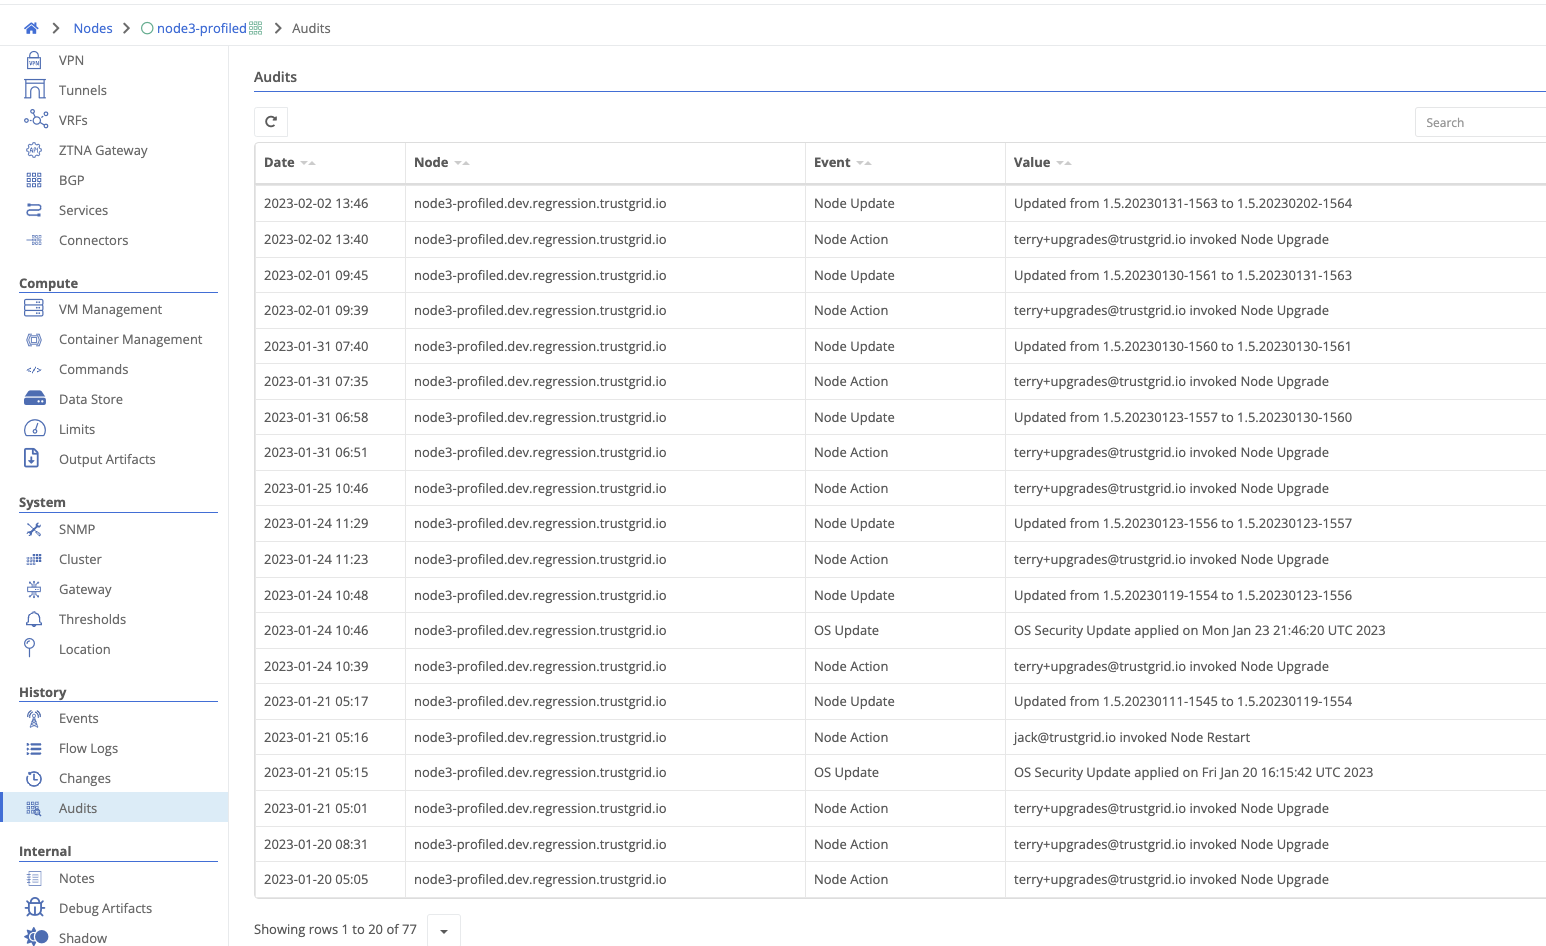 Nodes node3-profiled Audits
VPN
Tunnels
VRFs
ZTNA Gateway
BGP
Services
Connectors
Compute
VM Management
Container Management
Commands
Data Store
Limits
Output Artifacts
System
SNMP
Cluster
Gateway
Thresholds
Location
History
Events
Flow Logs
Changes
Audits
Internal
Notes
Debug Artifacts
Shadow
Audits
Search
Date Node Event Value
2023-02-02 13:46 node3-profiled.dev.regression.trustgrid.io Node Update Updated from 1.5.20230131-1563 to 1.5.20230202-1564
2023-02-02 13:40 node3-profiled.dev.regression.trustgrid.io Node Action terry+upgrades@trustgrid.io invoked Node Upgrade
2023-02-01 09:45 node3-profiled.dev.regression.trustgrid.io Node Update Updated from 1.5.20230130-1561 to 1.5.20230131-1563
2023-02-01 09:39 node3-profiled.dev.regression.trustgrid.io Node Action terry+upgrades@trustgrid.io invoked Node Upgrade
2023-01-31 07:40 node3-profiled.dev.regression.trustgrid.io Node Update Updated from 1.5.20230130-1560 to 1.5.20230130-1561
2023-01-31 07:35 node3-profiled.dev.regression.trustgrid.io Node Action terry+upgrades@trustgrid.io invoked Node Upgrade
2023-01-31 06:58 node3-profiled.dev.regression.trustgrid.io Node Update Updated from 1.5.20230123-1557 to 1.5.20230130-1560
2023-01-31 06:51 node3-profiled.dev.regression.trustgrid.io Node Action terry+upgrades@trustgrid.io invoked Node Upgrade
2023-01-25 10:46 node3-profiled.dev.regression.trustgrid.io Node Action terry+upgrades@trustgrid.io invoked Node Upgrade
2023-01-24 11:29 node3-profiled.dev.regression.trustgrid.io Node Update Updated from 1.5.20230123-1556 to 1.5.20230123-1557
2023-01-24 11:23 node3-profiled.dev.regression.trustgrid.io Node Action terry+upgrades@trustgrid.io invoked Node Upgrade
2023-01-24 10:48 node3-profiled.dev.regression.trustgrid.io Node Update Updated from 1.5.20230119-1554 to 1.5.20230123-1556
2023-01-24 10:46 node3-profiled.dev.regression.trustgrid.io OS Update OS Security Update applied on Mon Jan 23 21:46:20 UTC 2023
2023-01-24 10:39 node3-profiled.dev.regression.trustgrid.io Node Action terry+upgrades@trustgrid.io invoked Node Upgrade
2023-01-21 05:17 node3-profiled.dev.regression.trustgrid.io Node Update Updated from 1.5.20230111-1545 to 1.5.20230119-1554
2023-01-21 05:16 node3-profiled.dev.regression.trustgrid.io Node Action jack@trustgrid.io invoked Node Restart
2023-01-21 05:15 node3-profiled.dev.regression.trustgrid.io OS Update OS Security Update applied on Fri Jan 20 16:15:42 UTC 2023
2023-01-21 05:01 node3-profiled.dev.regression.trustgrid.io Node Action terry+upgrades@trustgrid.io invoked Node Upgrade
2023-01-20 08:31 node3-profiled.dev.regression.trustgrid.io Node Action terry+upgrades@trustgrid.io invoked Node Upgrade
2023-01-20 05:05 node3-profiled.dev.regression.trustgrid.io Node Action terry+upgrades@trustgrid.io invoked Node Upgrade
Showing rows 1 to 20 of 77